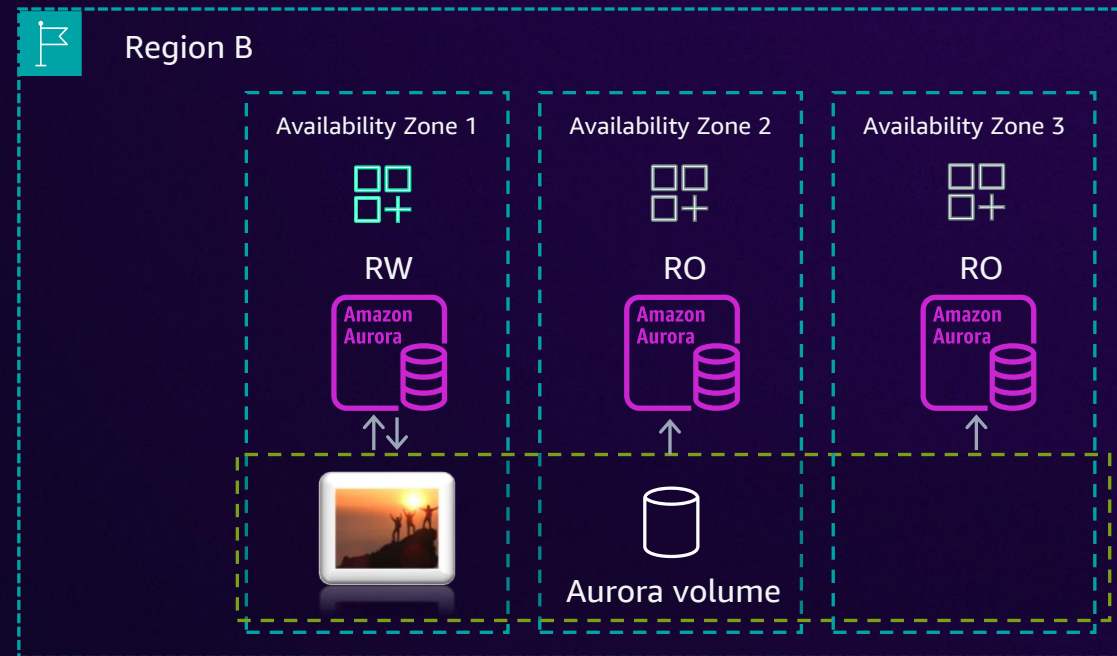 Region B
Availability Zone 1
Availability Zone 2
Availability Zone 3
RW
RO
RO
Amazon
Aurora
Amazon
Aurora
Amazon
Aurora
Aurora volume